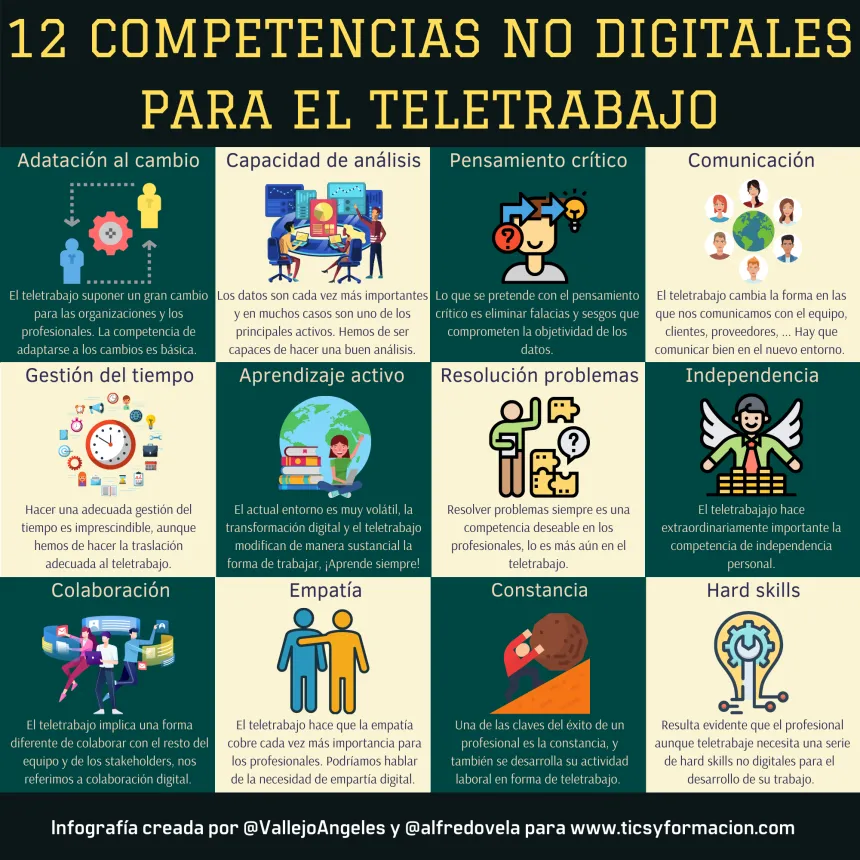 12 COMPETENCIAS NO DIGITALES
PARA EL TELETRABAJO
Adatación al cambio
El teletrabajo suponer un gran cambio
para las organizaciones y los
profesionales. La competencia de
adaptarse a los cambios es básica.
Capacidad de análisis
Los datos son cada vez más importantes
y en muchos casos son uno de los
principales activos. Hemos de ser
capaces de hacer una buen análisis.
Pensamiento crítico
Lo que se pretende con el pensamiento
crítico es eliminar falacias y sesgos que
comprometen la objetividad de los
datos.
Comunicación
El teletrabajo cambia la forma en las
que nos comunicamos con el equipo,
clientes, proveedores, ... Hay que
comunicar bien en el nuevo entorno.
Gestión del tiempo
Hacer una adecuada gestión del
tiempo es imprescindible, aunque
hemos de hacer la traslación
adecuada al teletrabajo.
Aprendizaje activo
El actual entorno es muy volátil, la
transformación digital y el teletrabajo
modifican de manera sustancial la
forma de trabajar, ¡Aprende siempre!
Resolución problemas
Resolver problemas siempre es una
competencia deseable en los
profesionales, lo es más aún en el
teletrabajo.
Independencia
El teletrabajajo hace
extraordinariamente importante la
competencia de independencia
personal.
Colaboración
El teletrabajo implica una forma
diferente de colaborar con el resto del
equipo y de los stakeholders, nos
referimos a colaboración digital.
Empatía
El teletrabajo hace que la empatía
cobre cada vez más importancia para
los profesionales. Podríamos hablar
de la necesidad de empartía digital.
Constancia
Una de las claves del éxito de un
profesional es la constancia, y
también se desarrolla su actividad
laboral en forma de teletrabajo.
Hard skills
Resulta evidente que el profesional
aunque teletrabaje necesita una serie
de hard skills no digitales para el
desarrollo de su trabajo.
Infografía creada por @VallejoAngeles y @alfredovela para www.ticsyformacion.com